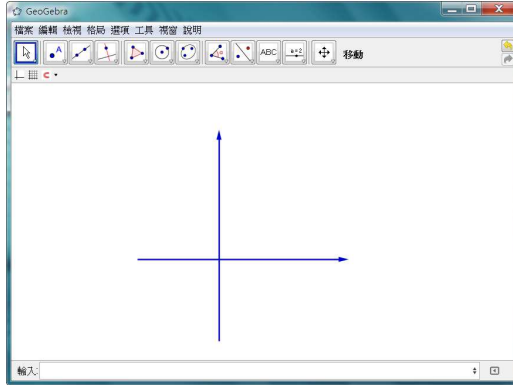 GeoGebra
檔案 編輯 檢視 格局 選項 工具 視窗 說明
A ABC a=2 移動
輸入: